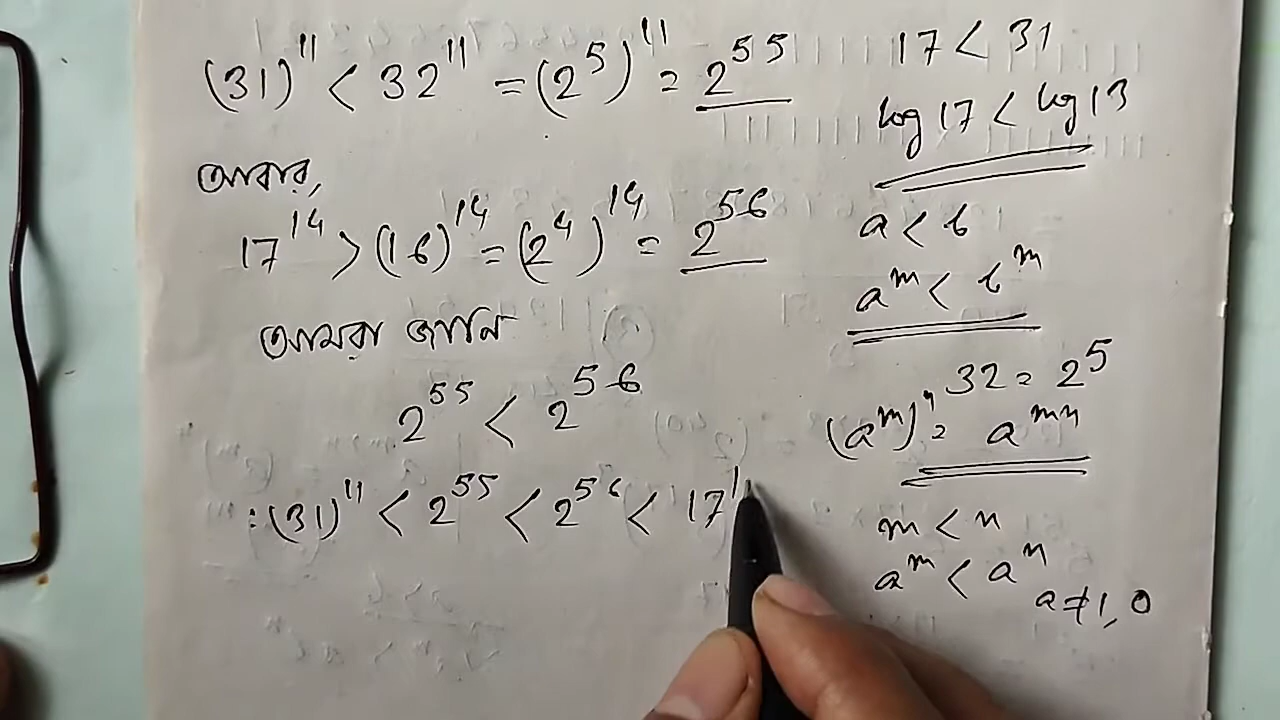 (31)^11 < 32^11 = (2^5)^11 = 2^55
আবার,
17^14 > (16)^14 = (2^4)^14 = 2^56
আমরা জানি
2^55 < 2^56
∴ (31)^11 < 2^55 < 2^56 < 17^1
17 < 31
log 17 < log 13
a < b
a^m < b^m
32 = 2^5
(a^m)^n = a^mn
m < n
a^m < a^n
a ≠ 1, 0